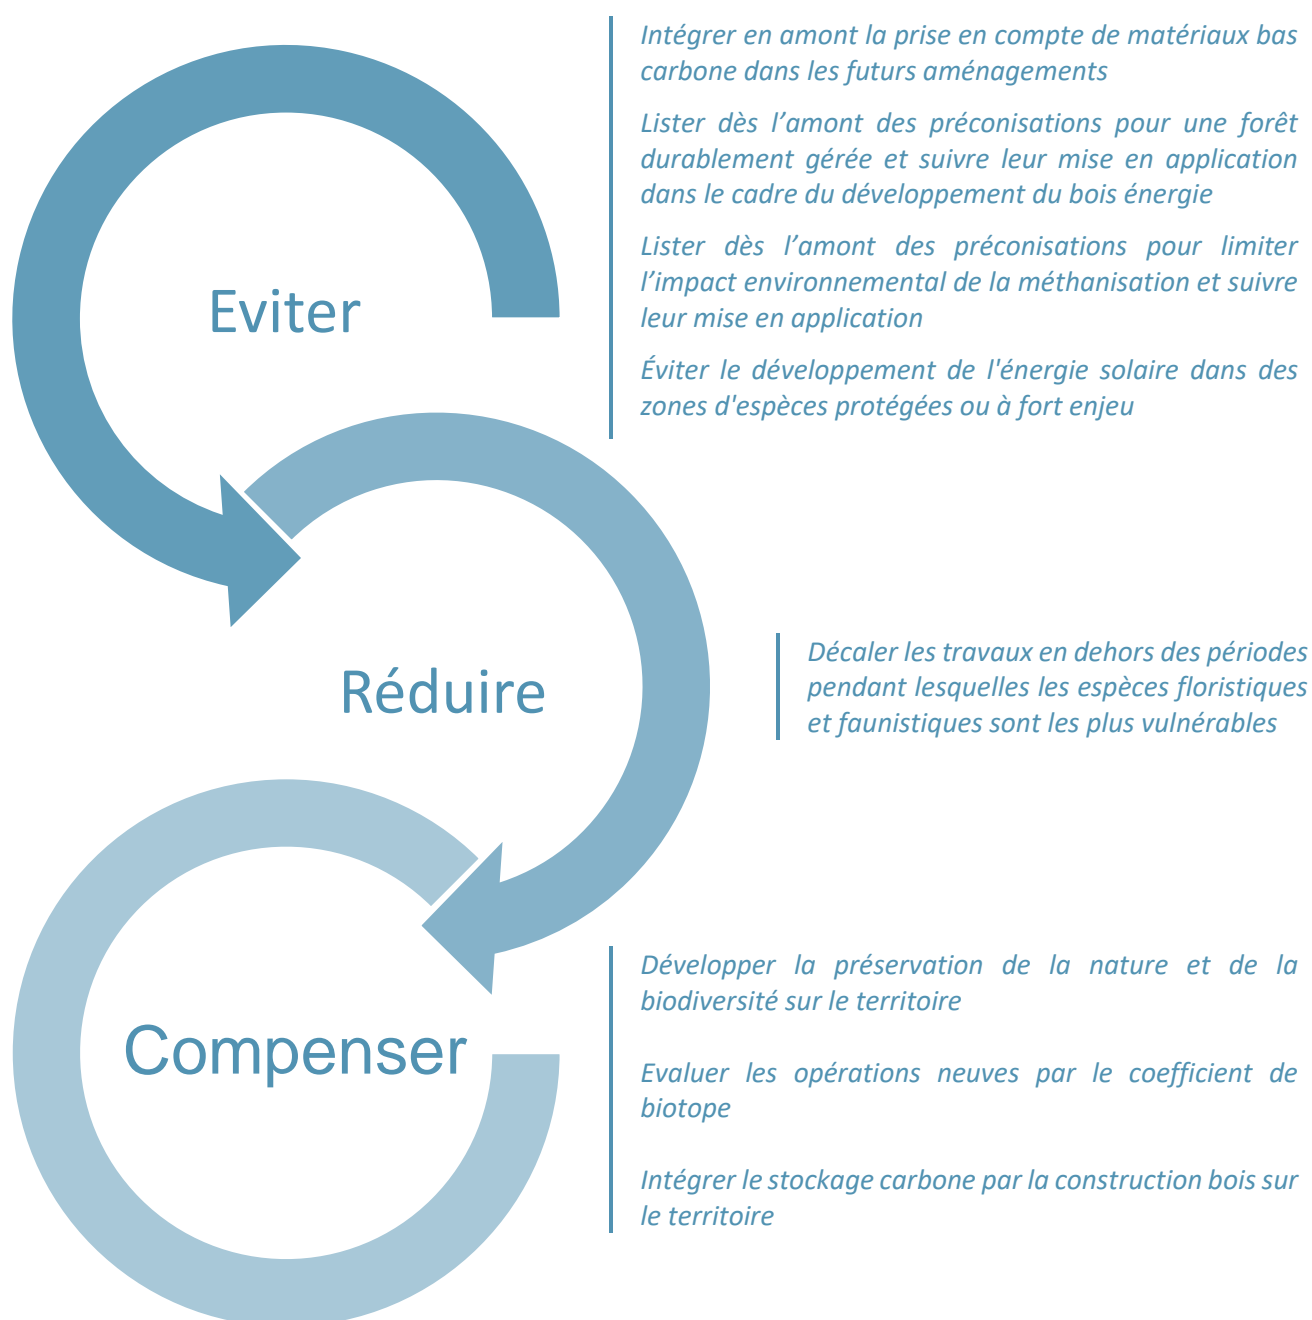 Intégrer en amont la prise en compte de matériaux bas
carbone dans les futurs aménagements
Lister dès l’amont des préconisations pour une forêt
durablement gérée et suivre leur mise en application
dans le cadre du développement du bois énergie
Lister dès l’amont des préconisations pour limiter
l’impact environnemental de la méthanisation et suivre
leur mise en application
Éviter le développement de l'énergie solaire dans des
zones d'espèces protégées ou à fort enjeu
Eviter
Réduire
Décaler les travaux en dehors des périodes
pendant lesquelles les espèces floristiques
et faunistiques sont les plus vulnérables
Compenser
Développer la préservation de la nature et de la
biodiversité sur le territoire
Evaluer les opérations neuves par le coefficient de
biotope
Intégrer le stockage carbone par la construction bois sur
le territoire